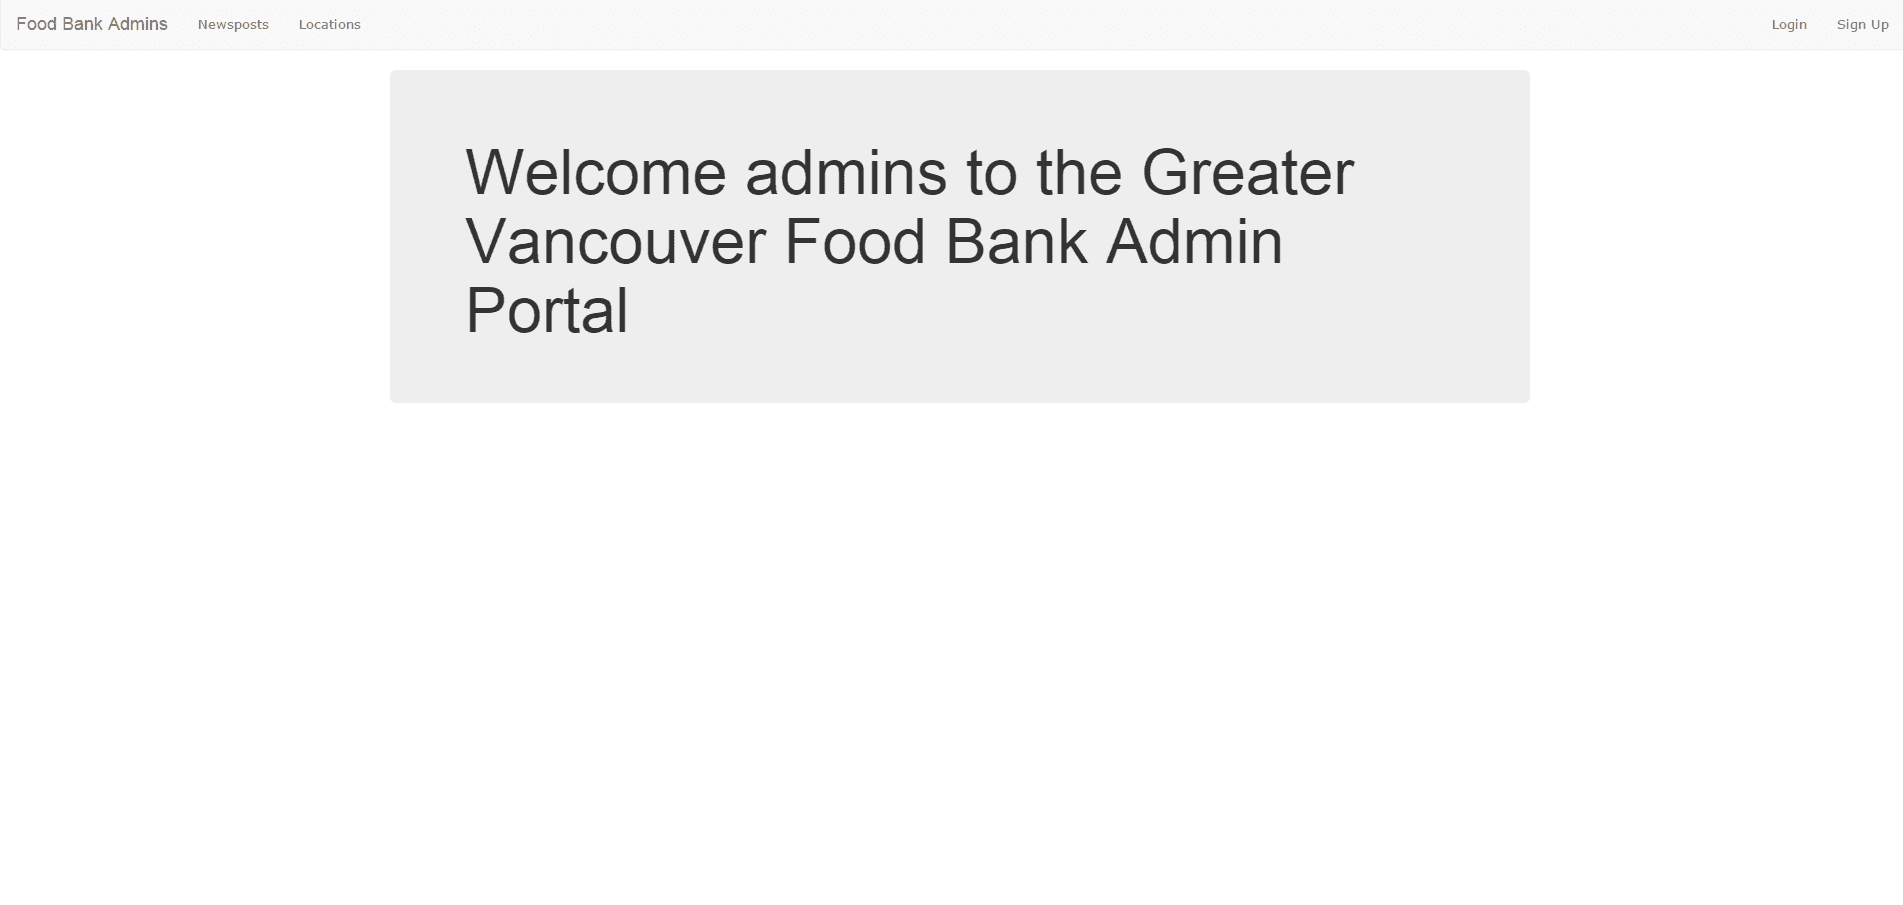 Food Bank Admins Newsposts Locations Login Sign Up
Welcome admins to the Greater
Vancouver Food Bank Admin
Portal